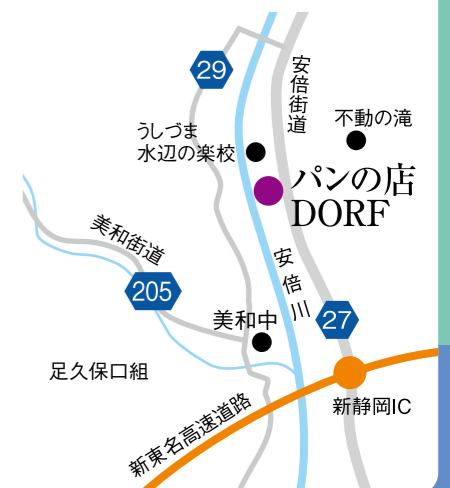 29
安倍街道
不動の滝
うしづま
水辺の楽校
パンの店
DORF
美和街道
安倍川
205
美和中
27
足久保口組
新静岡IC
新東名高速道路